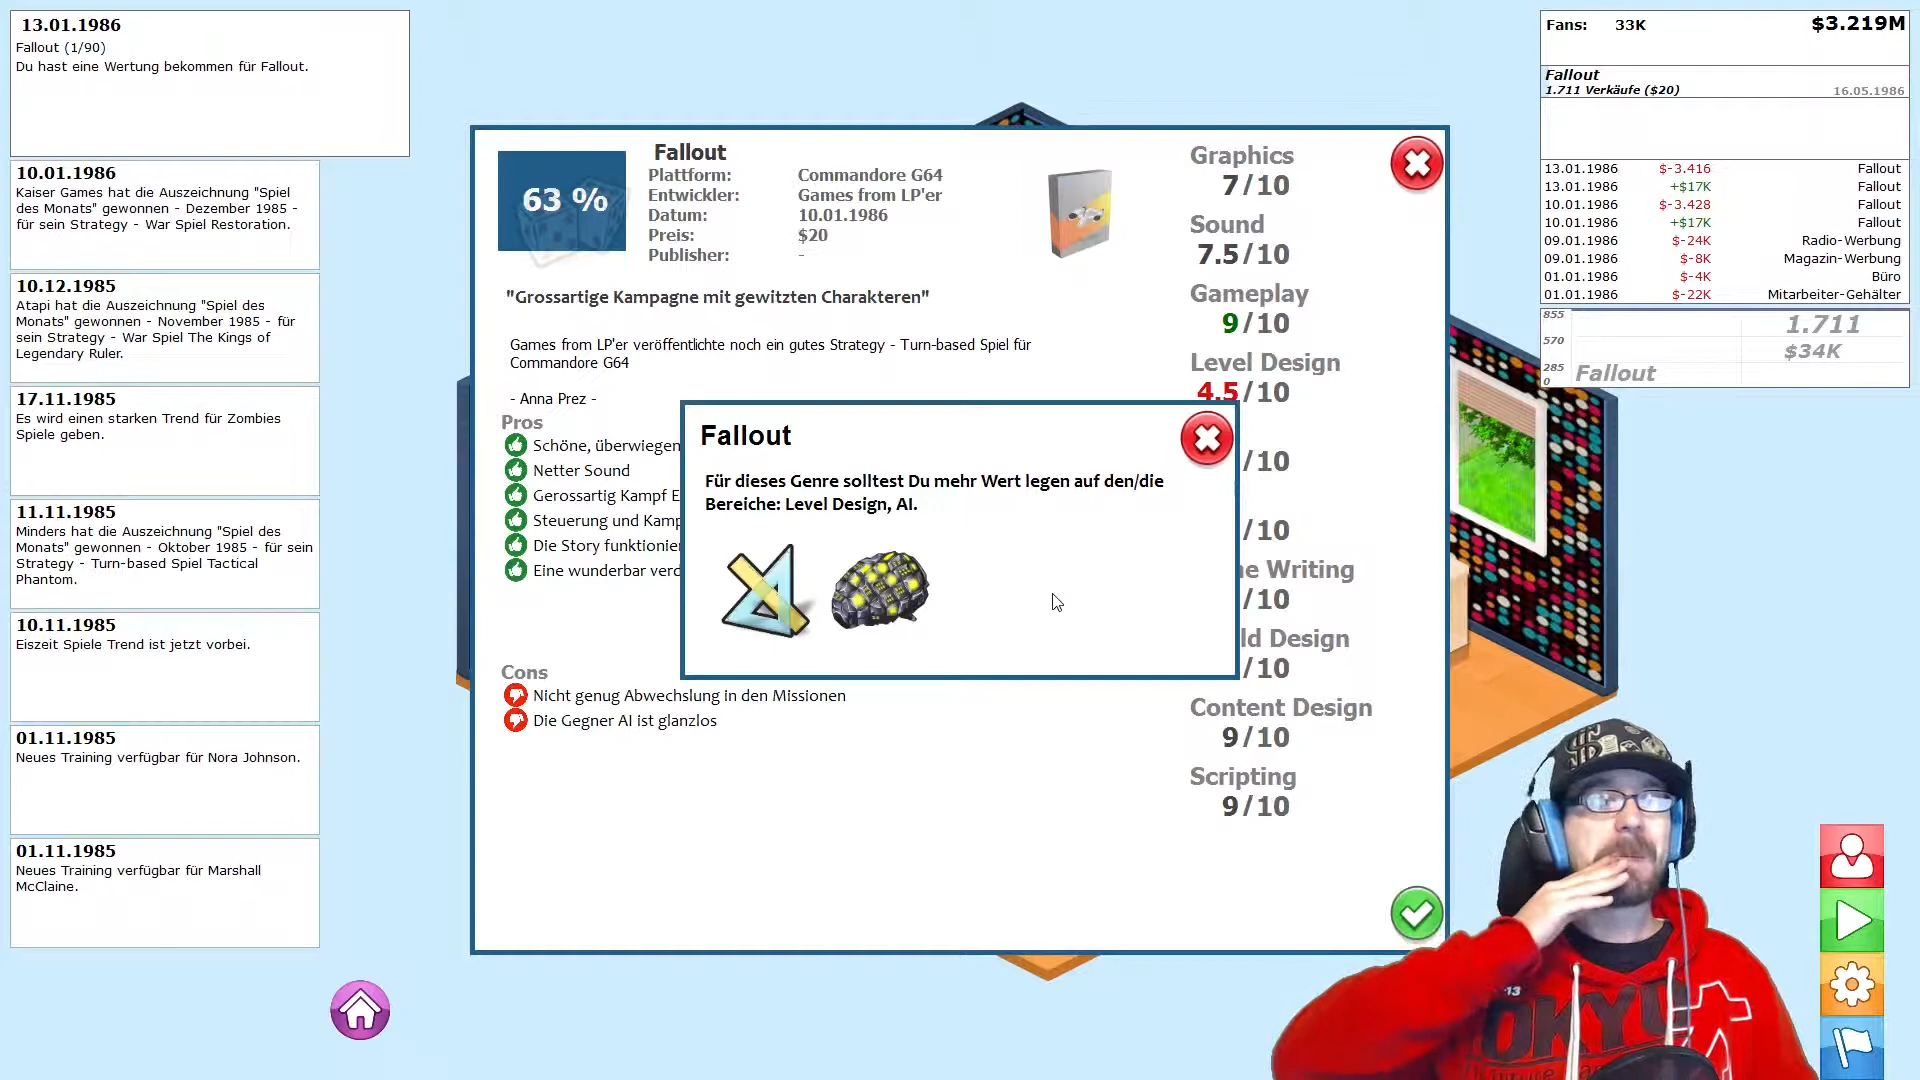 13.01.1986
Fallout (1/90)
Du hast eine Wertung bekommen für Fallout.
10.01.1986
Kaiser Games hat die Auszeichnung "Spiel
des Monats" gewonnen - Dezember 1985 -
für sein Strategy - War Spiel Restoration.
10.12.1985
Atapi hat die Auszeichnung "Spiel des
Monats" gewonnen - November 1985 - für
sein Strategy - War Spiel The Kings of
Legendary Ruler.
17.11.1985
Es wird einen starken Trend für Zombies
Spiele geben.
11.11.1985
Minders hat die Auszeichnung "Spiel des
Monats" gewonnen - Oktober 1985 - für sein
Strategy - Turn-based Spiel Tactical
Phantom.
10.11.1985
Eiszeit Spiele Trend ist jetzt vorbei.
01.11.1985
Neues Training verfügbar für Nora Johnson.
01.11.1985
Neues Training verfügbar für Marshall
McClaine.
63 %
Fallout
Plattform: Commandore G64
Entwickler: Games from LP'er
Datum: 10.01.1986
Preis: $20
Publisher: -
"Grossartige Kampagne mit gewitzten Charakteren"
Games from LP'er veröffentlichte noch ein gutes Strategy - Turn-based Spiel für
Commandore G64
- Anna Prez -
Pros
Schöne, überwiegen
Netter Sound
Gerossartig Kampf E
Steuerung und Kamp
Die Story funktionier
Eine wunderbar verd
Cons
Nicht genug Abwechslung in den Missionen
Die Gegner AI ist glanzlos
Graphics
7/10
Sound
7.5/10
Gameplay
9/10
Level Design
4.5/10
/10
/10
ne Writing
/10
ld Design
/10
Content Design
9/10
Scripting
9/10
Fallout
Für dieses Genre solltest Du mehr Wert legen auf den/die
Bereiche: Level Design, AI.
Fans: 33K $3.219M
Fallout
1.711 Verkäufe ($20) 16.05.1986
13.01.1986 $-3.416 Fallout
13.01.1986 +$17K Fallout
10.01.1986 $-3.428 Fallout
10.01.1986 +$17K Fallout
09.01.1986 $-24K Radio-Werbung
09.01.1986 $-8K Magazin-Werbung
01.01.1986 $-4K Büro
01.01.1986 $-22K Mitarbeiter-Gehälter
855
570
285
0
1.711
$34K
Fallout